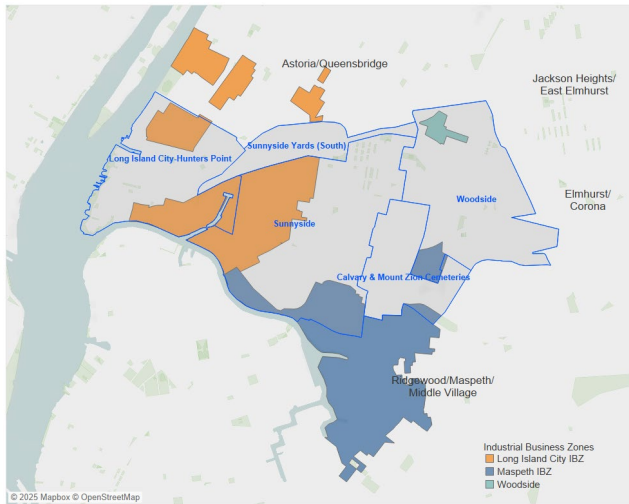 Astoria/Queensbridge
Jackson Heights/
East Elmhurst
Sunnyside Yards (South)
Long Island City-Hunters Point
Woodside
Elmhurst/
Corona
Sunnyside
Calvary & Mount Zion Cemeteries
Ridgewood/Maspeth/
Middle Village
Industrial Business Zones
Long Island City IBZ
Maspeth IBZ
Woodside
© 2025 Mapbox © OpenStreetMap